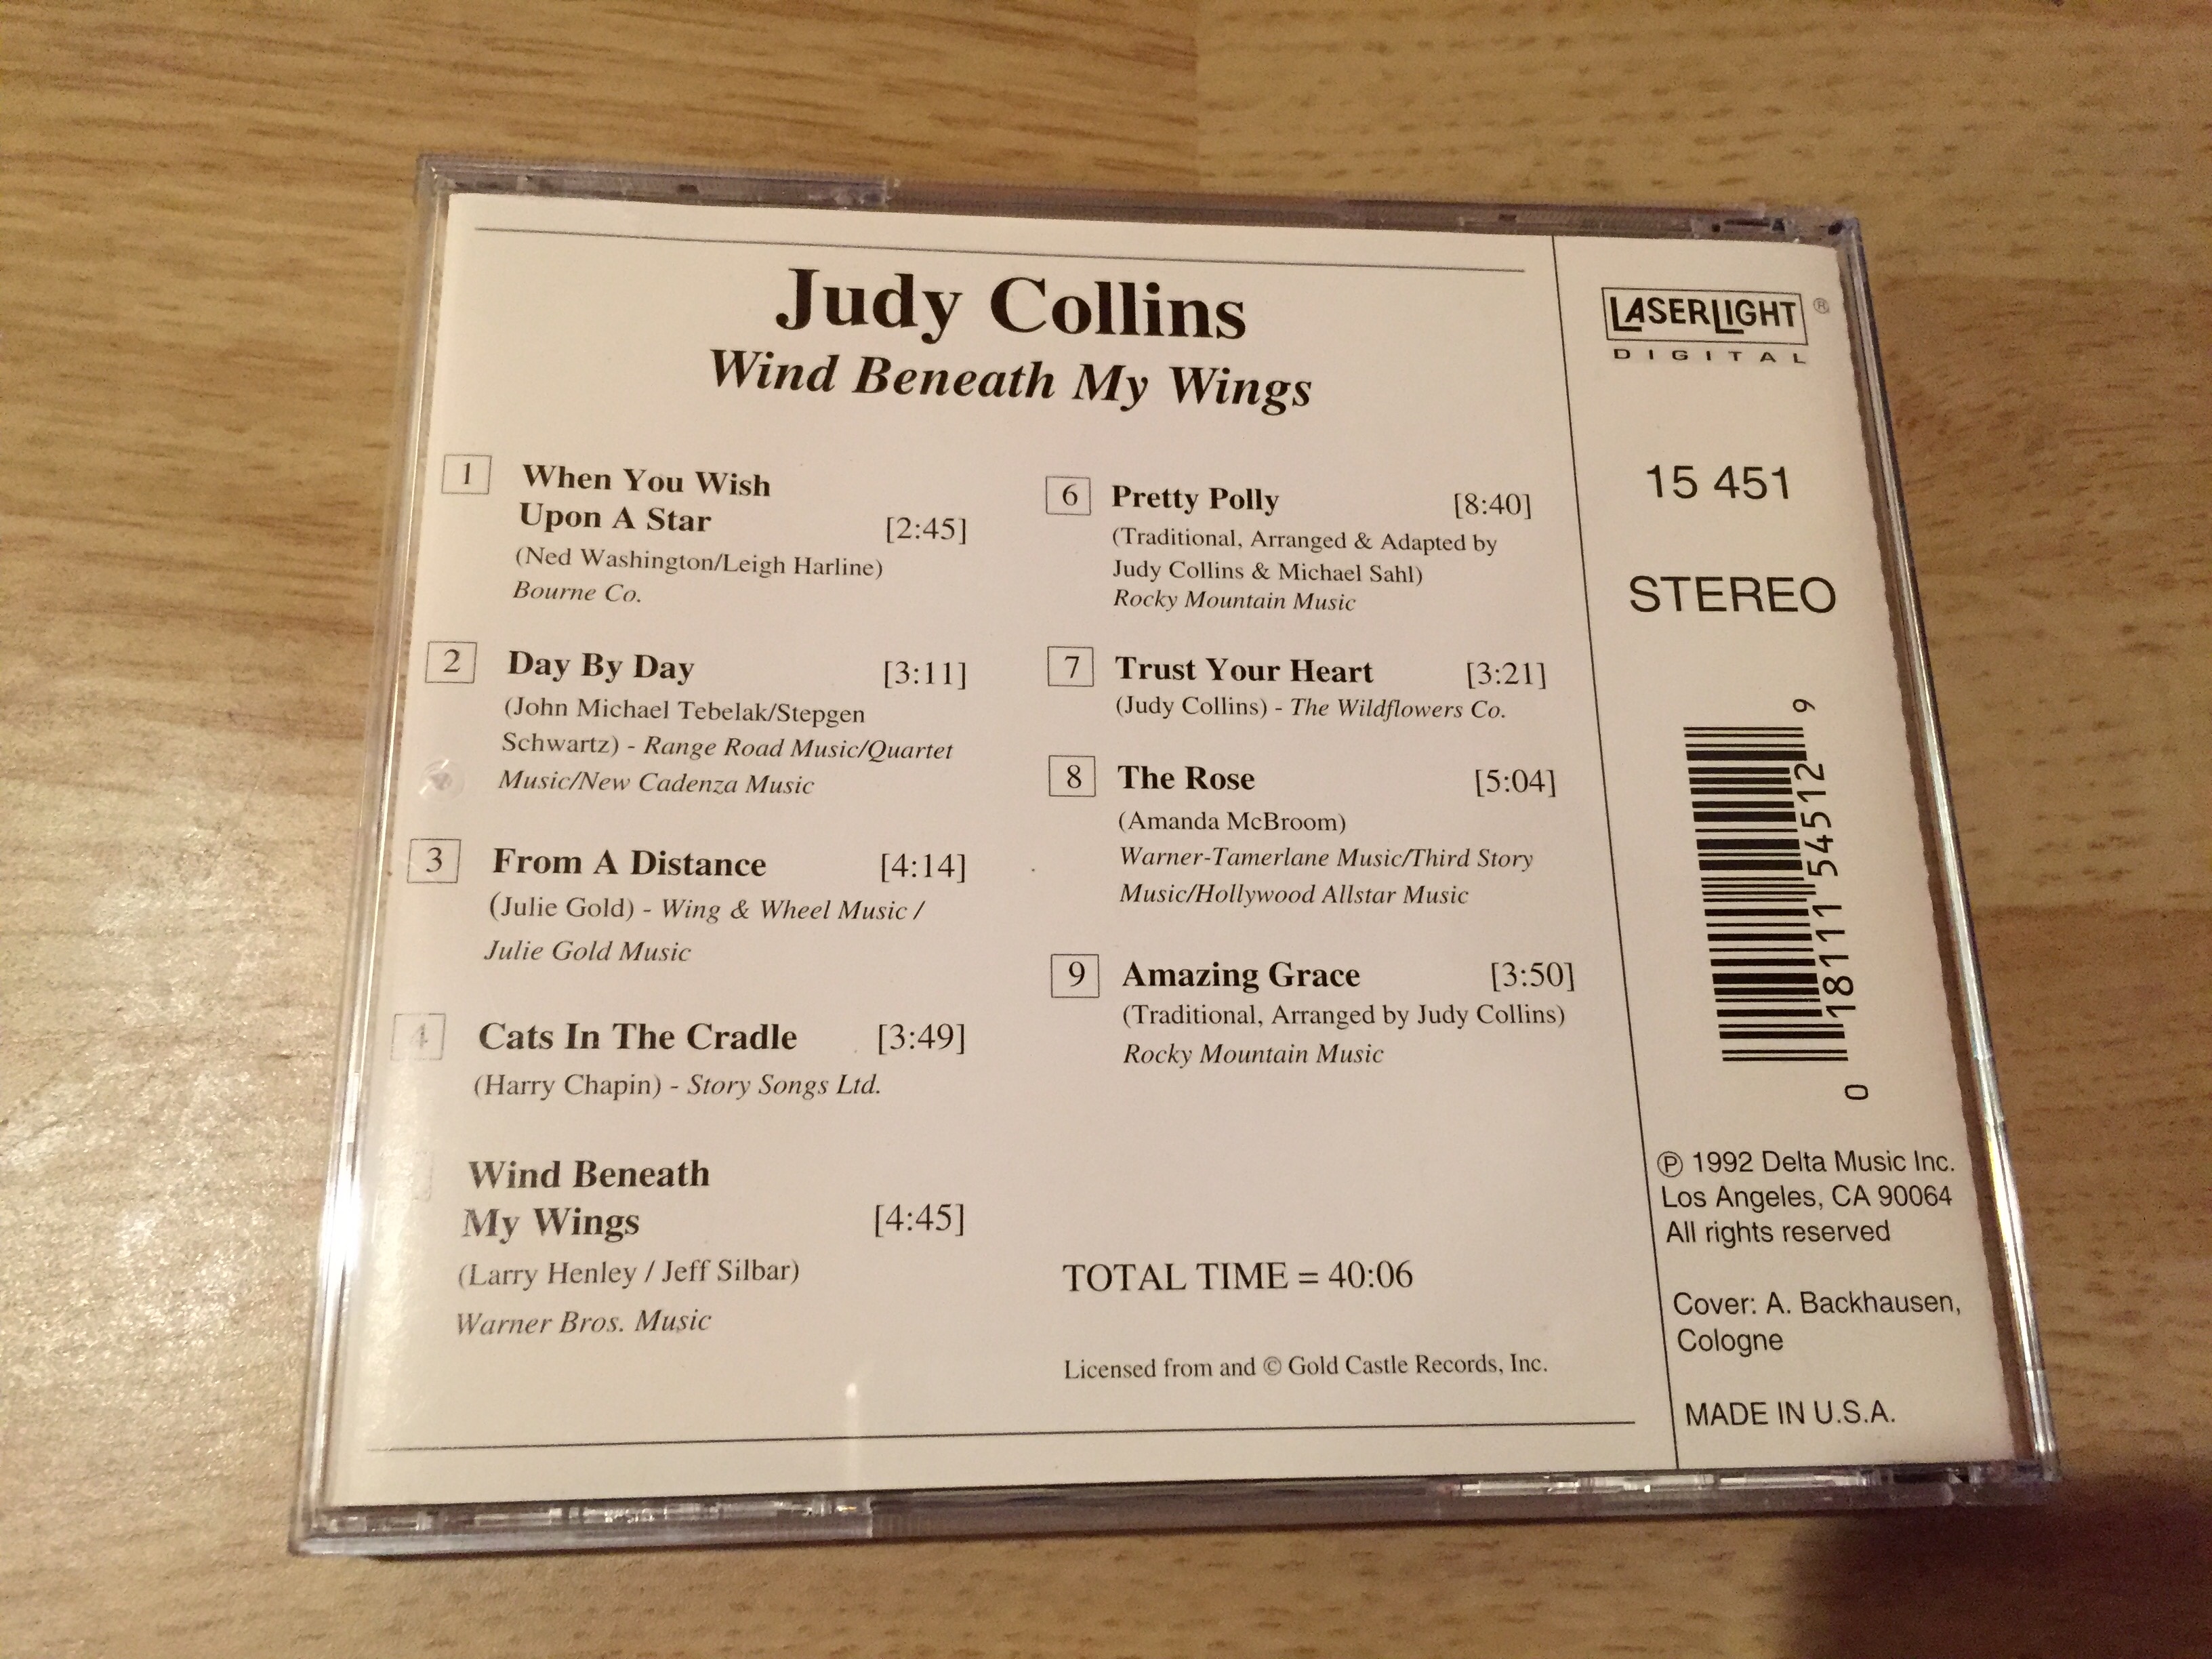 Judy Collins
Wind Beneath My Wings
1 When You Wish
Upon A Star [2:45]
(Ned Washington/Leigh Harline)
Bourne Co.
2 Day By Day [3:11]
(John Michael Tebelak/Stepgen
Schwartz) - Range Road Music/Quartet
Music/New Cadenza Music
3 From A Distance [4:14]
(Julie Gold) - Wing & Wheel Music /
Julie Gold Music
4 Cats In The Cradle [3:49]
(Harry Chapin) - Story Songs Ltd.
Wind Beneath
My Wings [4:45]
(Larry Henley / Jeff Silbar)
Warner Bros. Music
6 Pretty Polly [8:40]
(Traditional, Arranged & Adapted by
Judy Collins & Michael Sahl)
Rocky Mountain Music
7 Trust Your Heart [3:21]
(Judy Collins) - The Wildflowers Co.
8 The Rose [5:04]
(Amanda McBroom)
Warner-Tamerlane Music/Third Story
Music/Hollywood Allstar Music
9 Amazing Grace [3:50]
(Traditional, Arranged by Judy Collins)
Rocky Mountain Music
TOTAL TIME = 40:06
Licensed from and © Gold Castle Records, Inc.
LASERLIGHT ®
DIGITAL
15 451
STEREO
0 18111 54512 9
℗ 1992 Delta Music Inc.
Los Angeles, CA 90064
All rights reserved
Cover: A. Backhausen,
Cologne
MADE IN U.S.A.